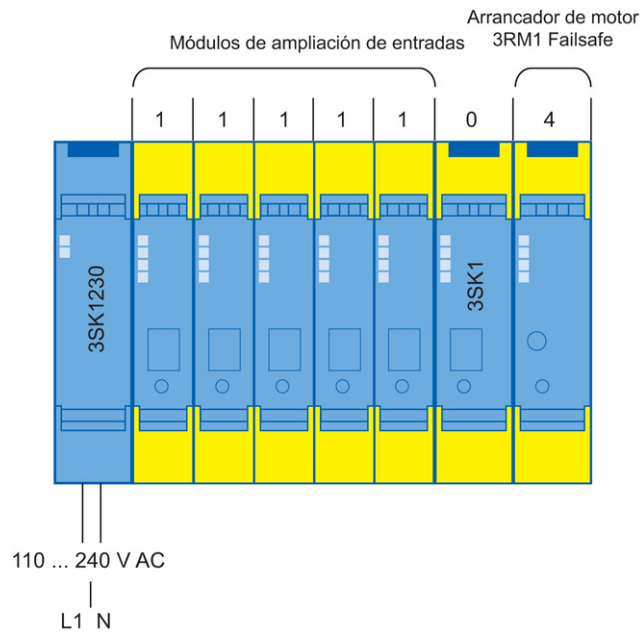 Arrancador de motor
3RM1 Failsafe
Módulos de ampliación de entradas
1 1 1 1 1 0 4
3SK1230
3SK1
110 ... 240 V AC
L1 N